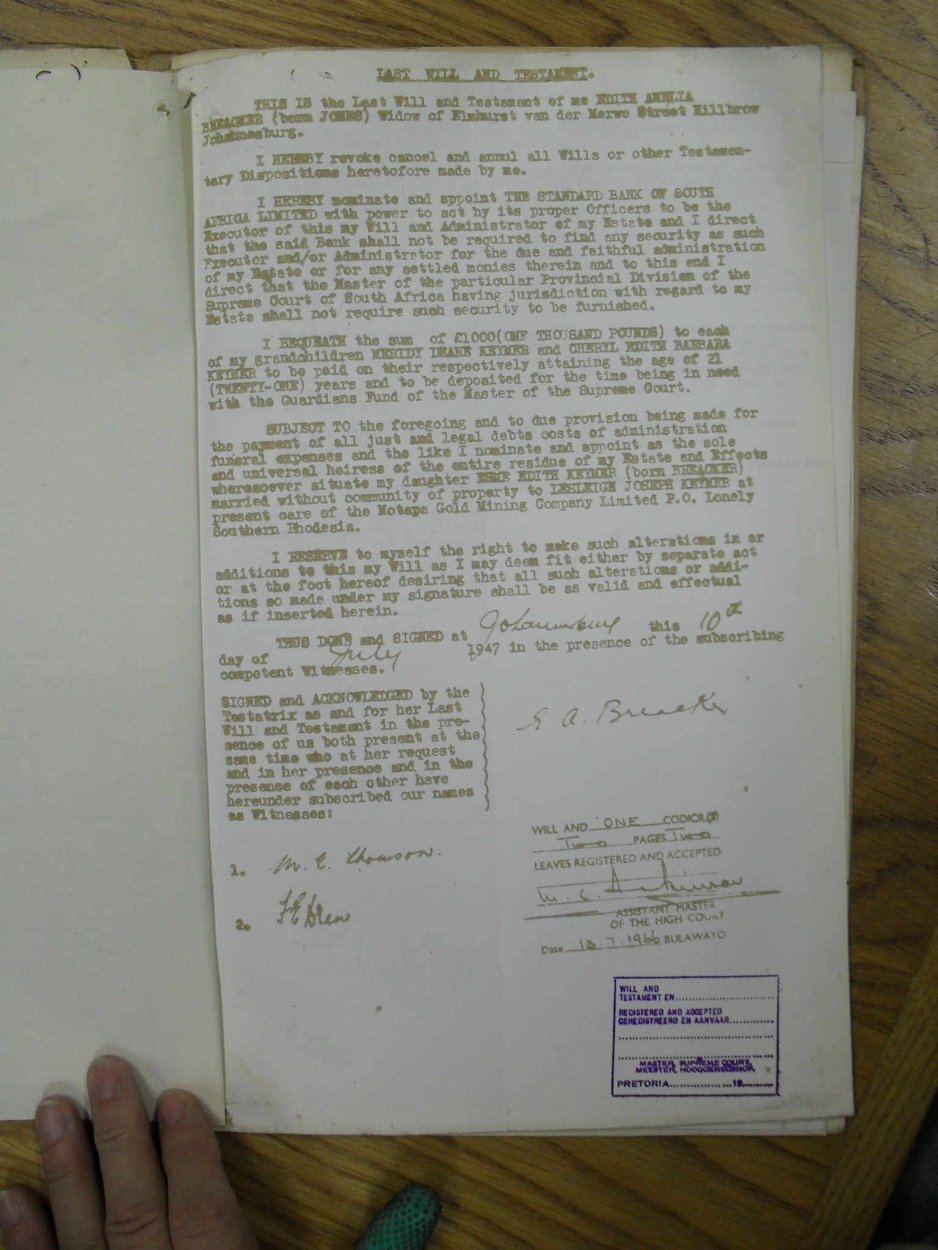 LAST WILL AND TESTAMENT.
THIS IS the Last Will and Testament of me EDITH AMELIA
BREACKER (born JONES) Widow of Elmhurst van der Merwe Street Hillbrow
Johannesburg.
I HEREBY revoke cancel and annul all Wills or other Testamen-
tary Dispositions heretofore made by me.
I HEREBY nominate and appoint THE STANDARD BANK OF SOUTH
AFRICA LIMITED with power to act by its proper Officers to be the
Executor of this my Will and Administrator of my Estate and I direct
that the said Bank shall not be required to find any security as such
Executor and/or Administrator for the due and faithful administration
of my Estate or for any settled monies therein and to this end I
direct that the Master of the particular Provincial Division of the
Supreme Court of South Africa having jurisdiction with regard to my
Estate shall not require such security to be furnished.
I BEQUEATH the sum of £1000(ONE THOUSAND POUNDS) to each
of my grandchildren MERIDY DEANE KEYMER and CHERYL EDITH BARBARA
KEYMER to be paid on their respectively attaining the age of 21
(TWENTY-ONE) years and to be deposited for the time being in need
with the Guardians Fund of the Master of the Supreme Court.
SUBJECT TO the foregoing and to due provision being made for
the payment of all just and legal debts costs of administration
funeral expenses and the like I nominate and appoint as the sole
and universal heiress of the entire residue of my Estate and Effects
wheresoever situate my daughter ESME EDITH KEYMER (born BREACKER)
married without community of property to LESLEIGH JOSEPH KEYMER at
present care of the Motapa Gold Mining Company Limited P.O. Lonely
Southern Rhodesia.
I RESERVE to myself the right to make such alterations in or
additions to this my Will as I may deem fit either by separate act
or at the foot hereof desiring that all such alterations or addi-
tions so made under my signature shall be as valid and effectual
as if inserted herein.
THUS DONE and SIGNED at Johannesburg this 10th
day of July 1947 in the presence of the subscribing
competent Witnesses.
SIGNED and ACKNOWLEDGED by the
Testatrix as and for her Last
Will and Testament in the pre-
sence of us both present at the
same time who at her request
and in her presence and in the
presence of each other have
hereunder subscribed our names
as Witnesses:
E A. Breacker
1. M. E. Thomson.
2. F E Drew
WILL AND ONE CODICIL
Two PAGES Two
LEAVES REGISTERED AND ACCEPTED
ASSISTANT MASTER
OF THE HIGH COURT
Date 13.7.1966 BULAWAYO
WILL AND
TESTAMENT EN
REGISTERED AND ACCEPTED
GEREGISTREERD EN AANVAAR
MASTER, SUPREME COURT,
MEESTER, HOOGGEREGSHOF,
PRETORIA 19